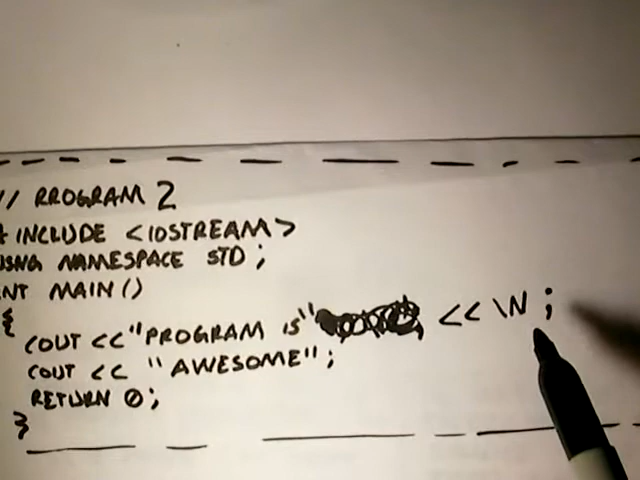 // PROGRAM 2
# INCLUDE <IOSTREAM>
USING NAMESPACE STD;
INT MAIN()
{
COUT <<"PROGRAM IS" << \N ;
COUT << "AWESOME";
RETURN 0;
}